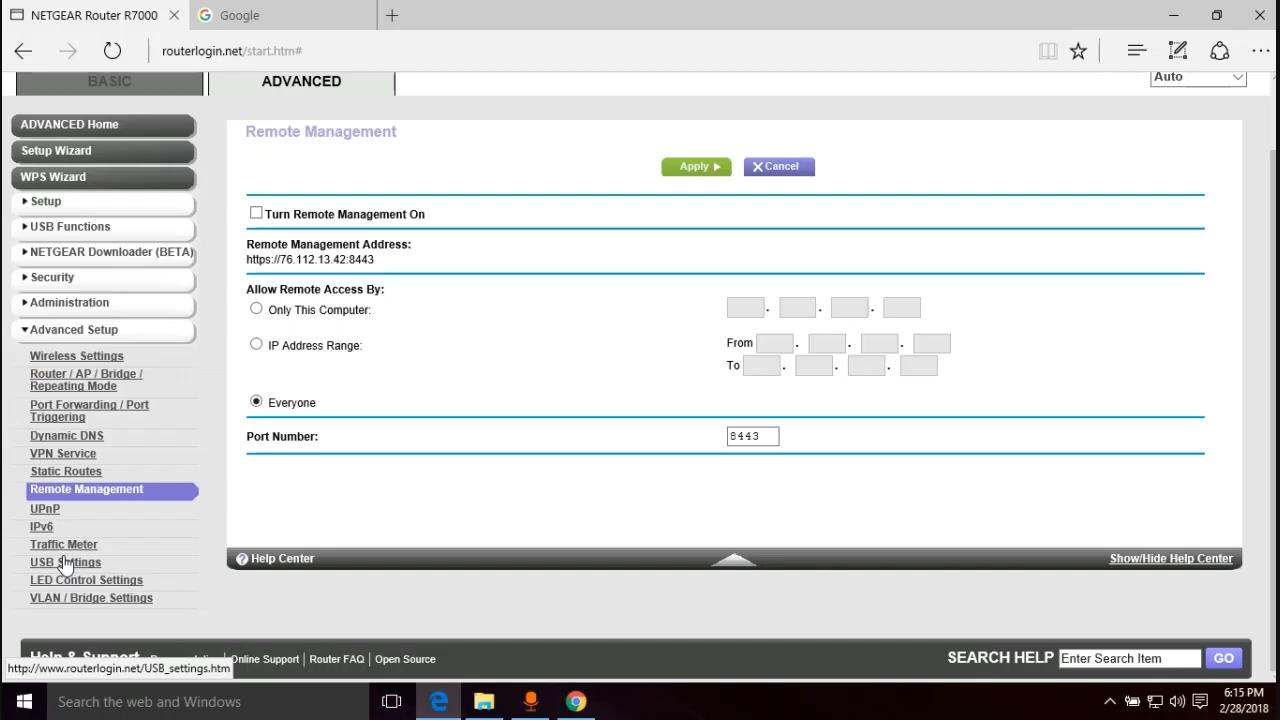 NETGEAR Router R7000
Google
routerlogin.net/start.htm#
BASIC
ADVANCED
Auto
ADVANCED Home
Setup Wizard
WPS Wizard
Setup
USB Functions
NETGEAR Downloader (BETA)
Security
Administration
Advanced Setup
Wireless Settings
Router / AP / Bridge /
Repeating Mode
Port Forwarding / Port
Triggering
Dynamic DNS
VPN Service
Static Routes
Remote Management
UPnP
IPv6
Traffic Meter
USB Settings
LED Control Settings
VLAN / Bridge Settings
Remote Management
Apply
Cancel
Turn Remote Management On
Remote Management Address:
https://76.112.13.42:8443
Allow Remote Access By:
Only This Computer:
IP Address Range:
From
To
Everyone
Port Number:
8443
Help Center
Show/Hide Help Center
Help & Support
Online Support | Router FAQ | Open Source
SEARCH HELP
Enter Search Item
GO
http://www.routerlogin.net/USB_settings.htm
Search the web and Windows
6:15 PM
2/28/2018